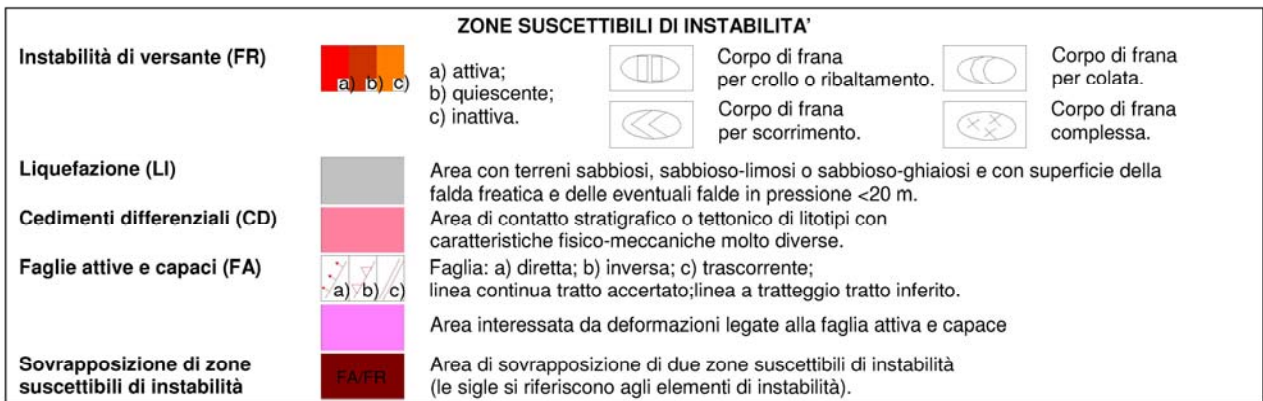 ZONE SUSCETTIBILI DI INSTABILITA'
Instabilità di versante (FR)
a) b) c)
a) attiva;
b) quiescente;
c) inattiva.
Corpo di frana
per crollo o ribaltamento.
Corpo di frana
per colata.
Corpo di frana
per scorrimento.
Corpo di frana
complessa.
Liquefazione (LI)
Area con terreni sabbiosi, sabbioso-limosi o sabbioso-ghiaiosi e con superficie della
falda freatica e delle eventuali falde in pressione <20 m.
Cedimenti differenziali (CD)
Area di contatto stratigrafico o tettonico di litotipi con
caratteristiche fisico-meccaniche molto diverse.
Faglie attive e capaci (FA)
a) b) c)
Faglia: a) diretta; b) inversa; c) trascorrente;
linea continua tratto accertato;linea a tratteggio tratto inferito.
Area interessata da deformazioni legate alla faglia attiva e capace
Sovrapposizione di zone
suscettibili di instabilità
FA/FR
Area di sovrapposizione di due zone suscettibili di instabilità
(le sigle si riferiscono agli elementi di instabilità).